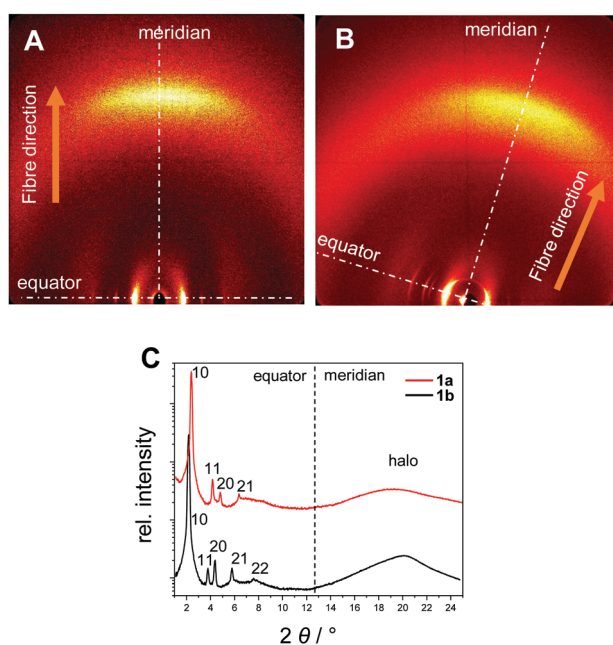 A
meridian
Fibre direction
equator
B
meridian
equator
Fibre direction
C
10
equator
meridian
1a
1b
halo
11
20
21
10
11
20
21
22
rel. intensity
2 4 6 8 10 12 14 16 18 20 22 24
2 θ / °